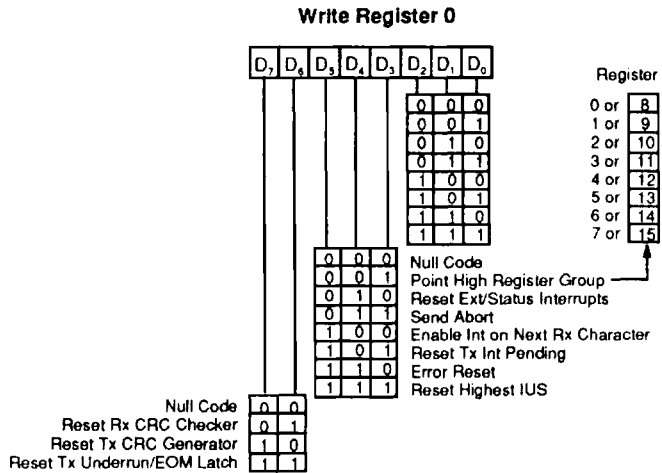 Write Register 0
D7 D6 D5 D4 D3 D2 D1 D0
Register
0 0 0 0 or 8
0 0 1 1 or 9
0 1 0 2 or 10
0 1 1 3 or 11
1 0 0 4 or 12
1 0 1 5 or 13
1 1 0 6 or 14
1 1 1 7 or 15
0 0 0 Null Code
0 0 1 Point High Register Group
0 1 0 Reset Ext/Status Interrupts
0 1 1 Send Abort
1 0 0 Enable Int on Next Rx Character
1 0 1 Reset Tx Int Pending
1 1 0 Error Reset
1 1 1 Reset Highest IUS
Null Code 0 0
Reset Rx CRC Checker 0 1
Reset Tx CRC Generator 1 0
Reset Tx Underrun/EOM Latch 1 1